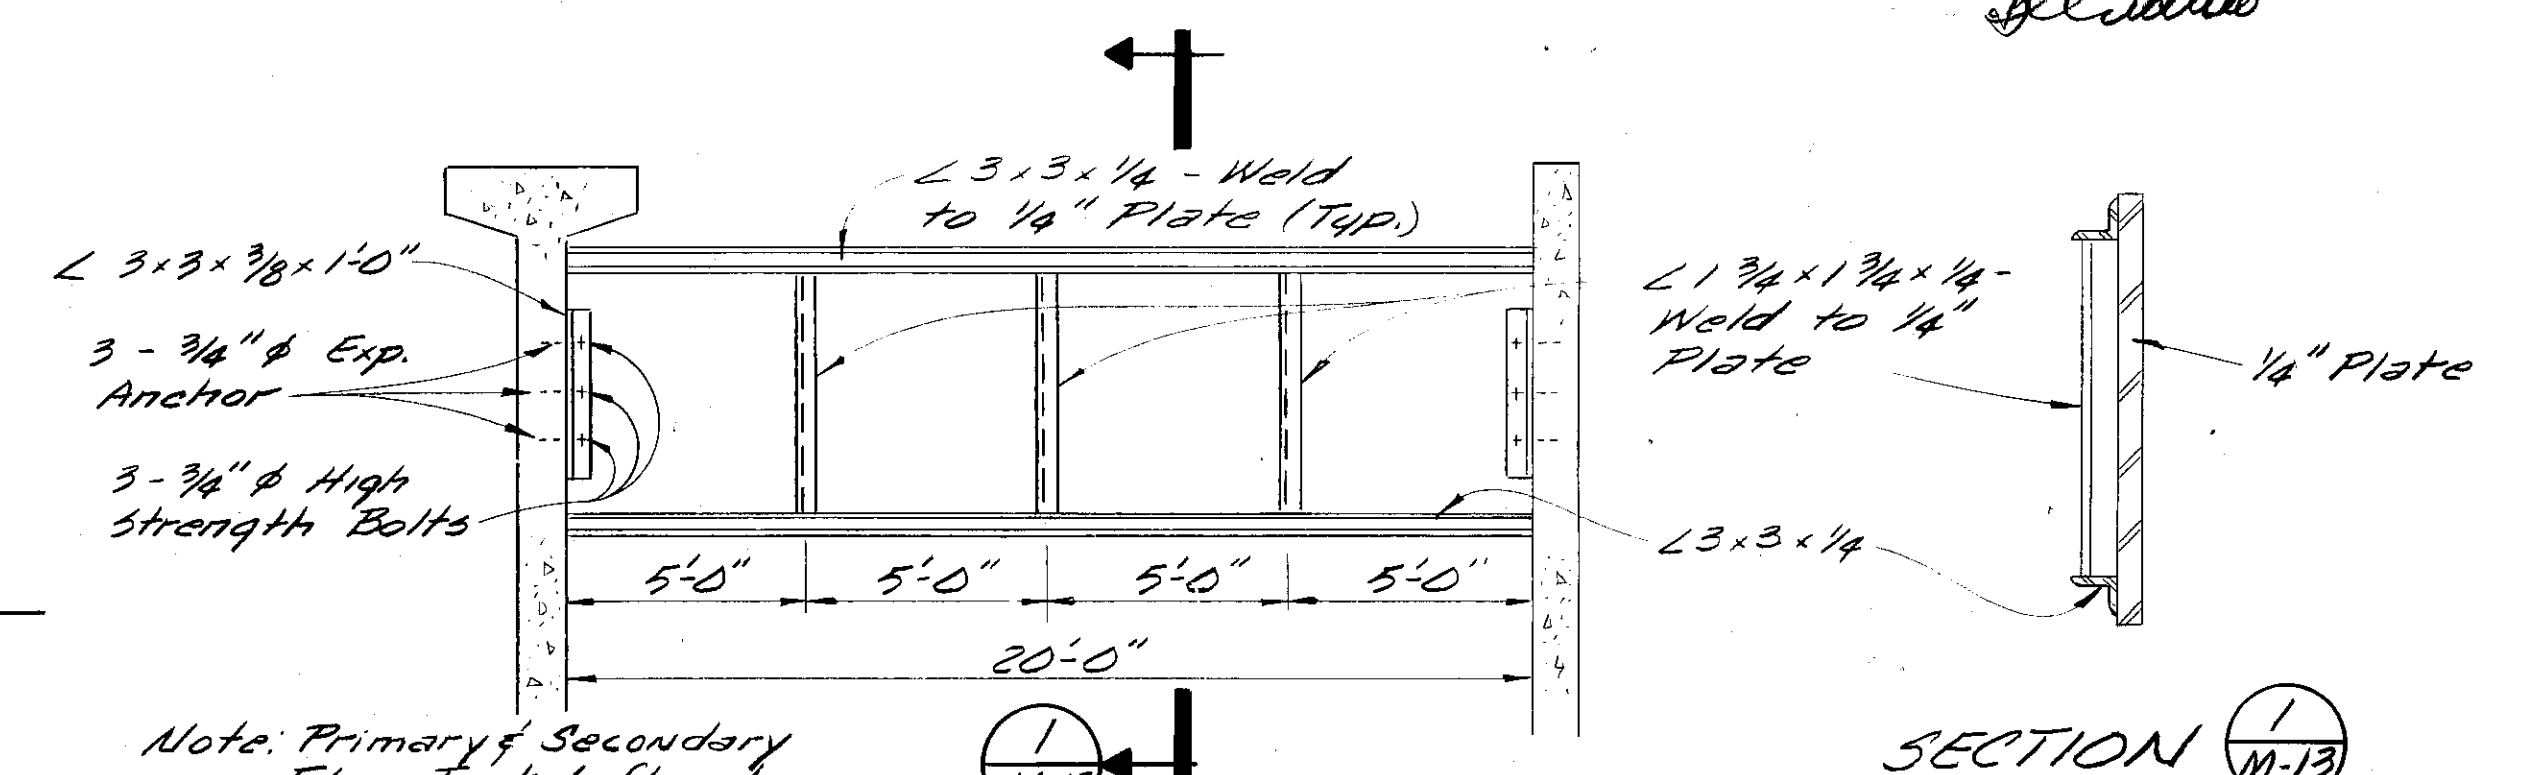 ∠ 3 x 3 x 1/4 - Weld
to 1/4" Plate (Typ.)
∠ 3 x 3 x 3/8 x 1'-0"
3 - 3/4" ϕ Exp.
Anchor
3 - 3/4" ϕ High
Strength Bolts
∠ 1 3/4 x 1 3/4 x 1/4 -
Weld to 1/4"
Plate
1/4" Plate
∠ 3 x 3 x 1/4
5'-0" 5'-0" 5'-0" 5'-0"
20'-0"
Note: Primary & Secondary
1
SECTION 1
M-13